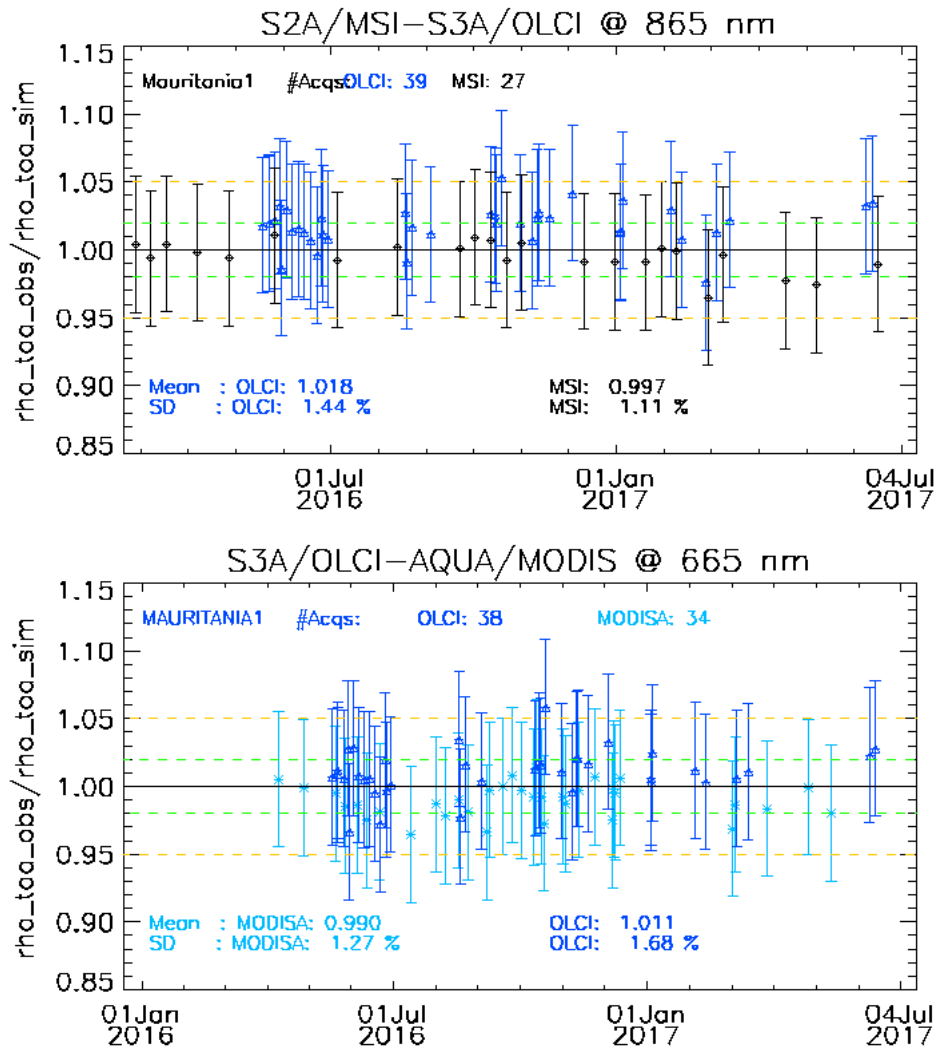 S2A/MSI-S3A/OLCI @ 865 nm
1.15
Mauritania1 #Acqs: OLCI: 39 MSI: 27
1.10
1.05
1.00
0.95
0.90
0.85
rho_toa_obs/rho_toa_sim
Mean : OLCI: 1.018 MSI: 0.997
SD : OLCI: 1.44 % MSI: 1.11 %
01Jul 01Jan 04Jul
2016 2017 2017
S3A/OLCI-AQUA/MODIS @ 665 nm
1.15
MAURITANIA1 #Acqs: OLCI: 38 MODISA: 34
1.10
1.05
1.00
0.95
0.90
0.85
rho_toa_obs/rho_toa_sim
Mean : MODISA: 0.990 OLCI: 1.011
SD : MODISA: 1.27 % OLCI: 1.68 %
01Jan 01Jul 01Jan 04Jul
2016 2016 2017 2017